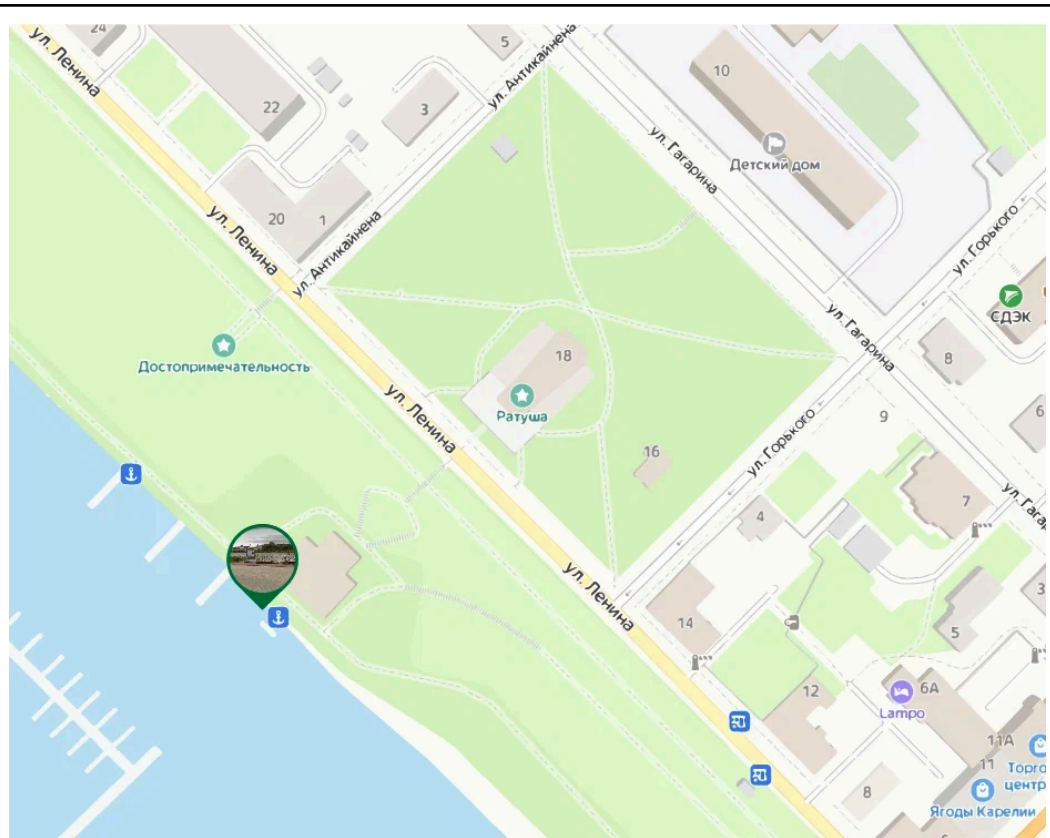 24
ул. Ленина
5
ул. Антикайнена
22
3
10
ул. Гагарина
Детский дом
20
1
ул. Ленина
ул. Антикайнена
ул. Горького
СДЭК
Достопримечательность
18
Ратуша
ул. Гагарина
8
6
9
ул. Ленина
16
ул. Горького
7
4
ул. Гага
14
ул. Ленина
3
5
12
6А
Lampo
11А
11
Торго
центр
8
Ягоды Карелии